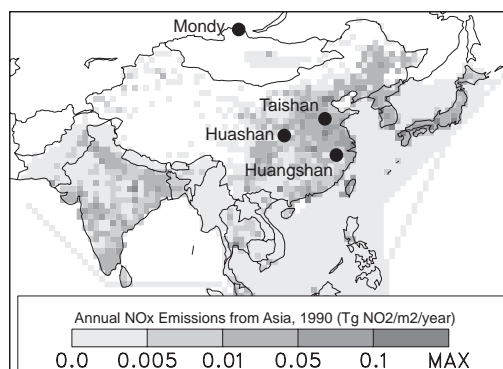 Mondy
Taishan
Huashan
Huangshan
Annual NOx Emissions from Asia, 1990 (Tg NO2/m2/year)
0.0 0.005 0.01 0.05 0.1 MAX